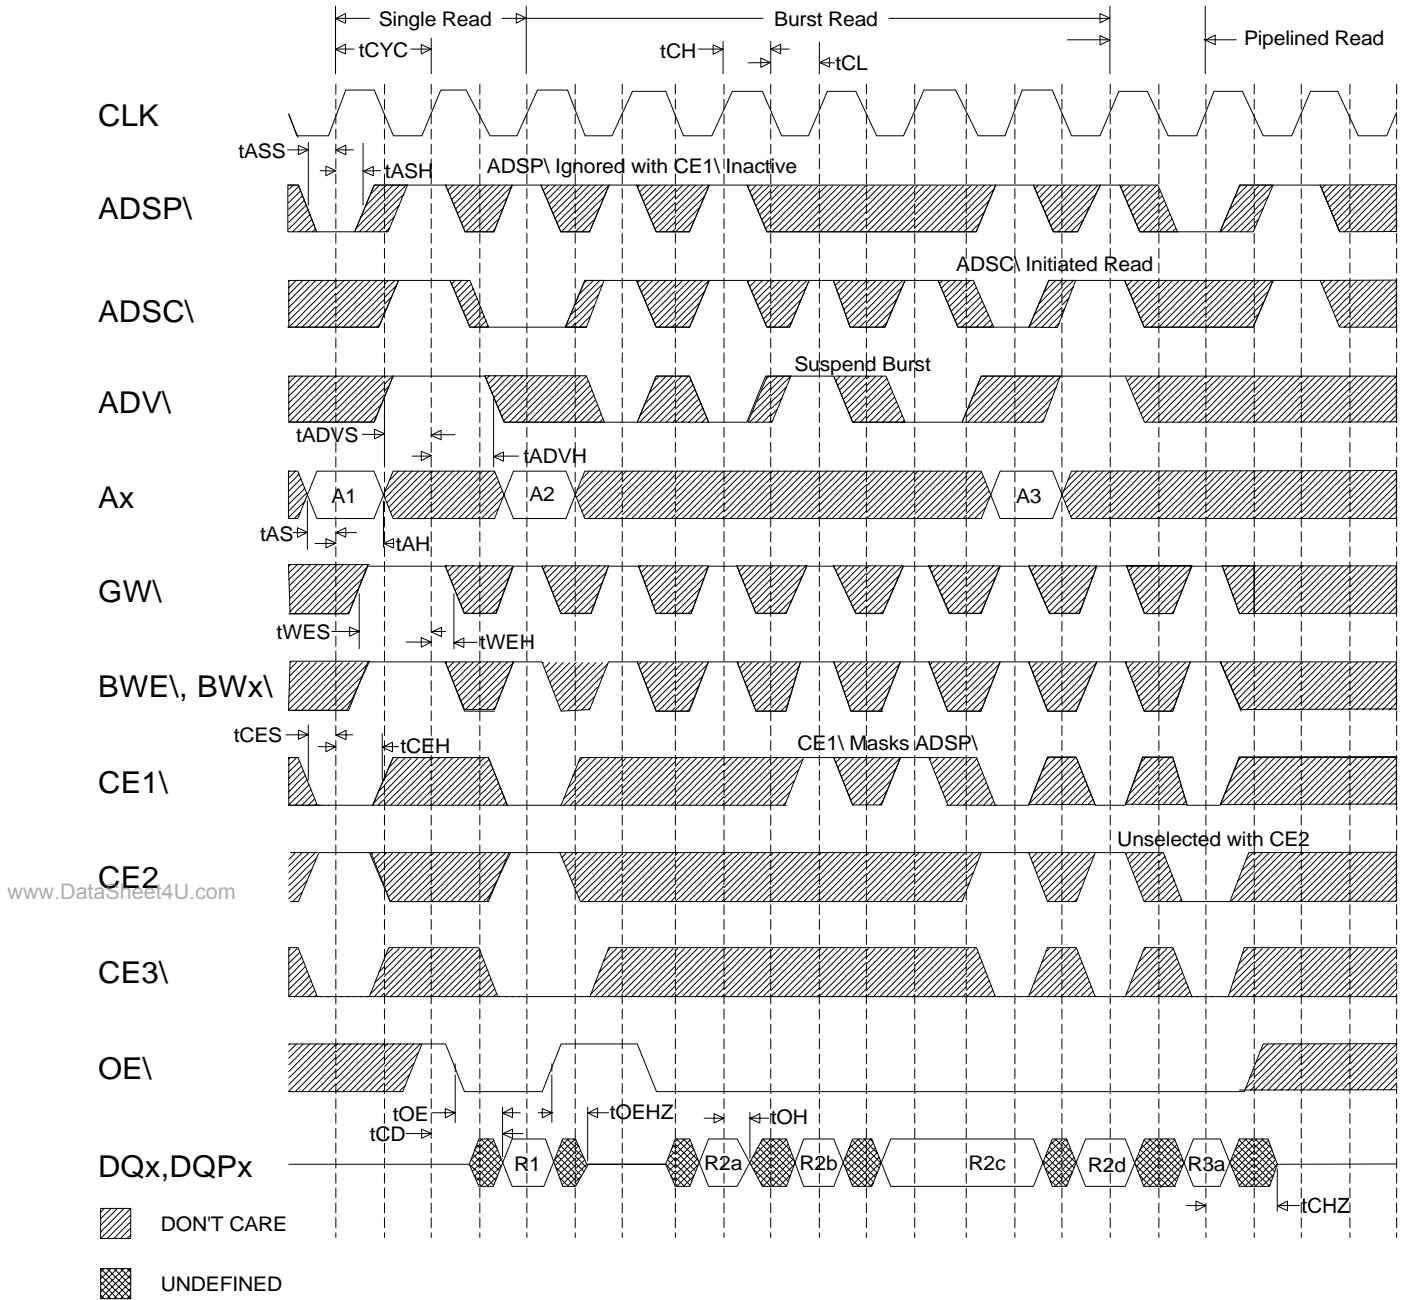 Single Read
Burst Read
Pipelined Read
tCYC
tCH
tCL
CLK
tASS
tASH
ADSP\ Ignored with CE1\ Inactive
ADSP\
ADSC\ Initiated Read
ADSC\
Suspend Burst
ADV\
tADVS
tADVH
Ax
A1
A2
A3
tAS
tAH
GW\
tWES
tWEH
BWE\, BWx\
tCES
tCEH
CE1\ Masks ADSP\
CE1\
Unselected with CE2
CE2
www.DataSheet4U.com
CE3\
OE\
tOE
tOEHZ
tOH
tCD
DQx,DQPx
R1
R2a
R2b
R2c
R2d
R3a
tCHZ
DON'T CARE
UNDEFINED